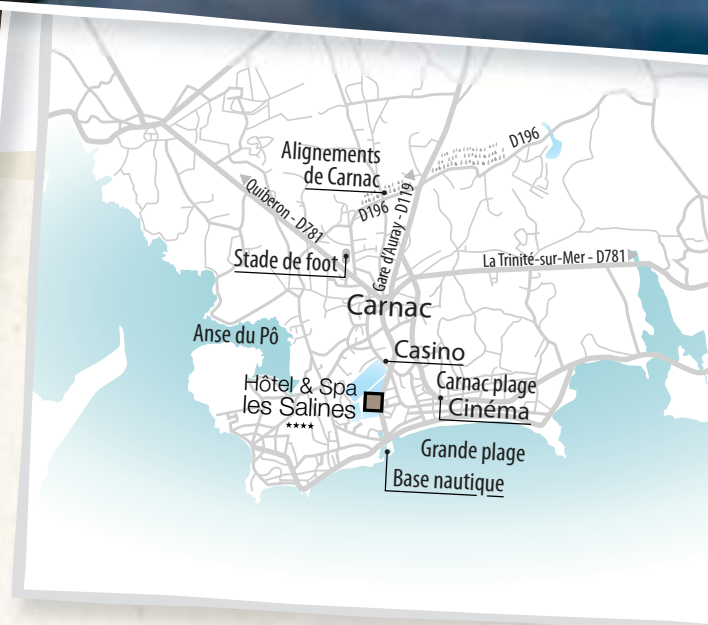 D196
Alignements
de Carnac
Quiberon - D781
D196
Gare d'Auray - D119
Stade de foot
La Trinité-sur-Mer - D781
Carnac
Anse du Pô
Casino
Hôtel & Spa
les Salines
★★★★
Carnac plage
Cinéma
Grande plage
Base nautique